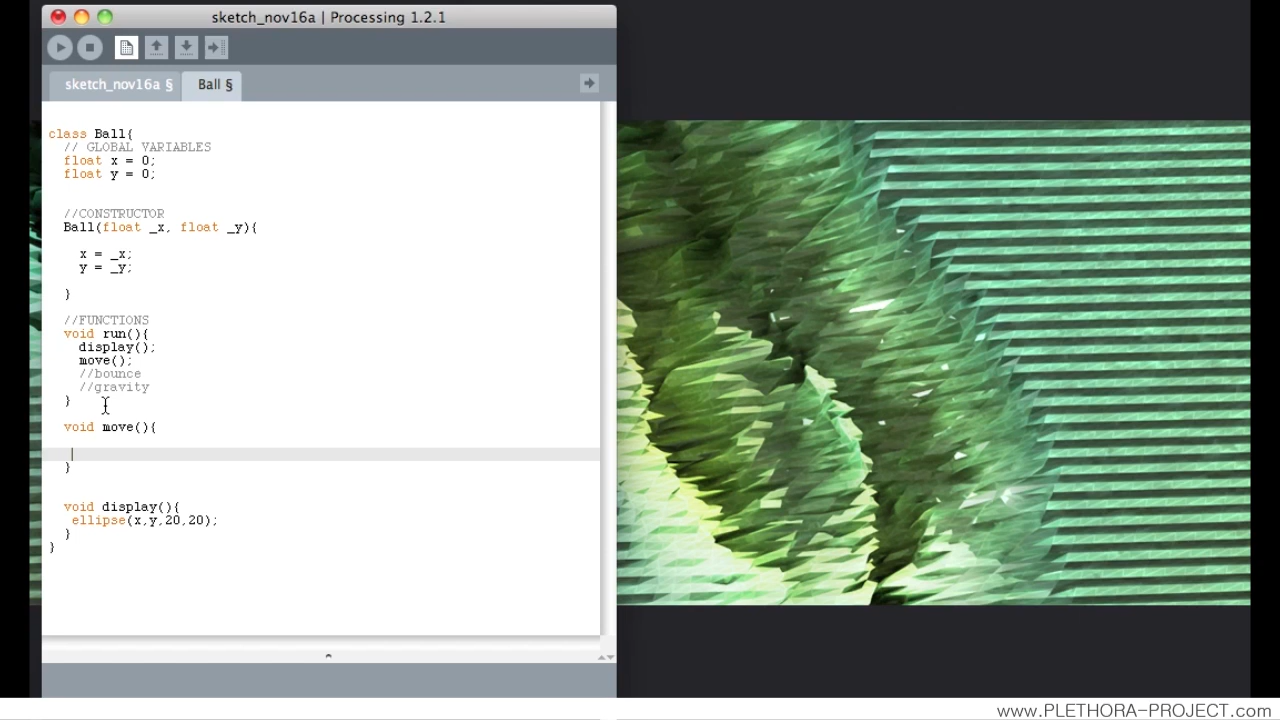 sketch_nov16a | Processing 1.2.1
sketch_nov16a §
Ball §
class Ball{
// GLOBAL VARIABLES
float x = 0;
float y = 0;
//CONSTRUCTOR
Ball(float _x, float _y){
x = _x;
y = _y;
}
//FUNCTIONS
void run(){
display();
move();
//bounce
//gravity
}
void move(){
}
void display(){
ellipse(x,y,20,20);
}
}
www.PLETHORA-PROJECT.com